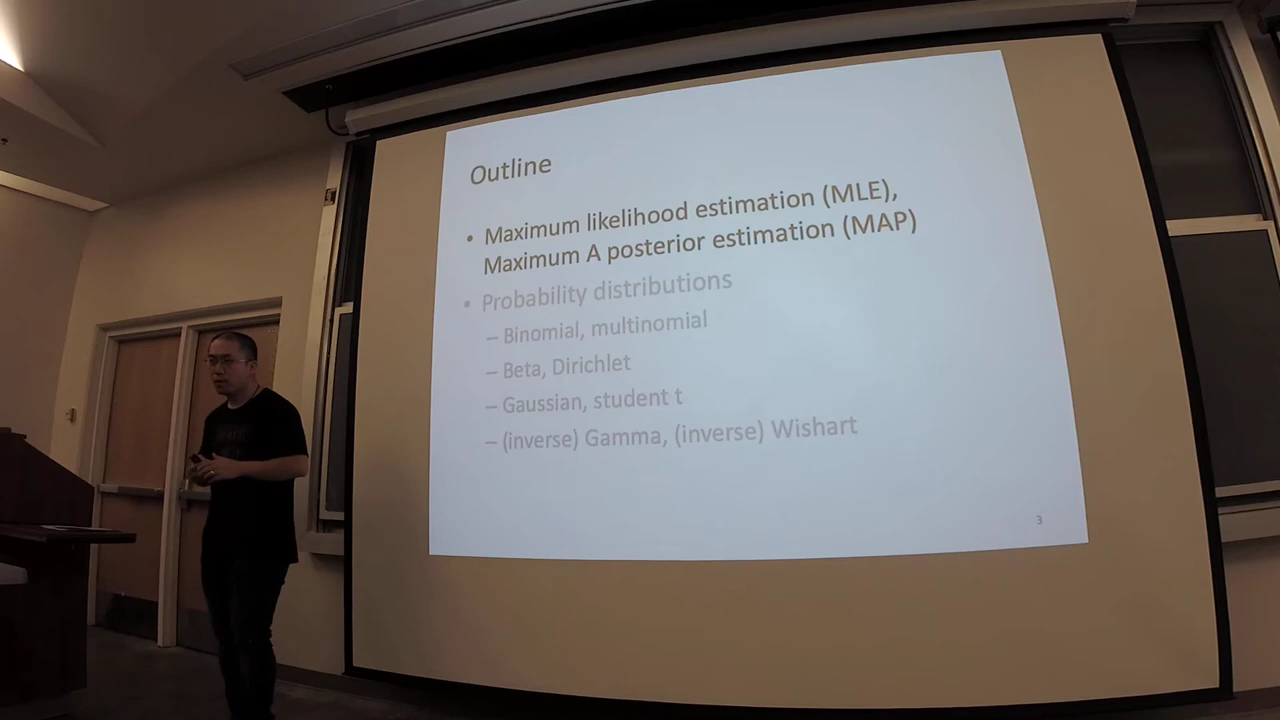 Outline
• Maximum likelihood estimation (MLE),
Maximum A posterior estimation (MAP)
• Probability distributions
– Binomial, multinomial
– Beta, Dirichlet
– Gaussian, student t
– (inverse) Gamma, (inverse) Wishart
3